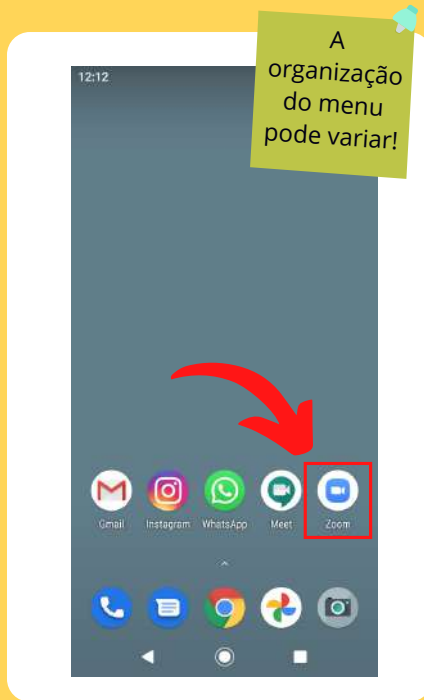 A
organização
do menu
pode variar!
12:12
Gmail Instagram WhatsApp Meet Zoom